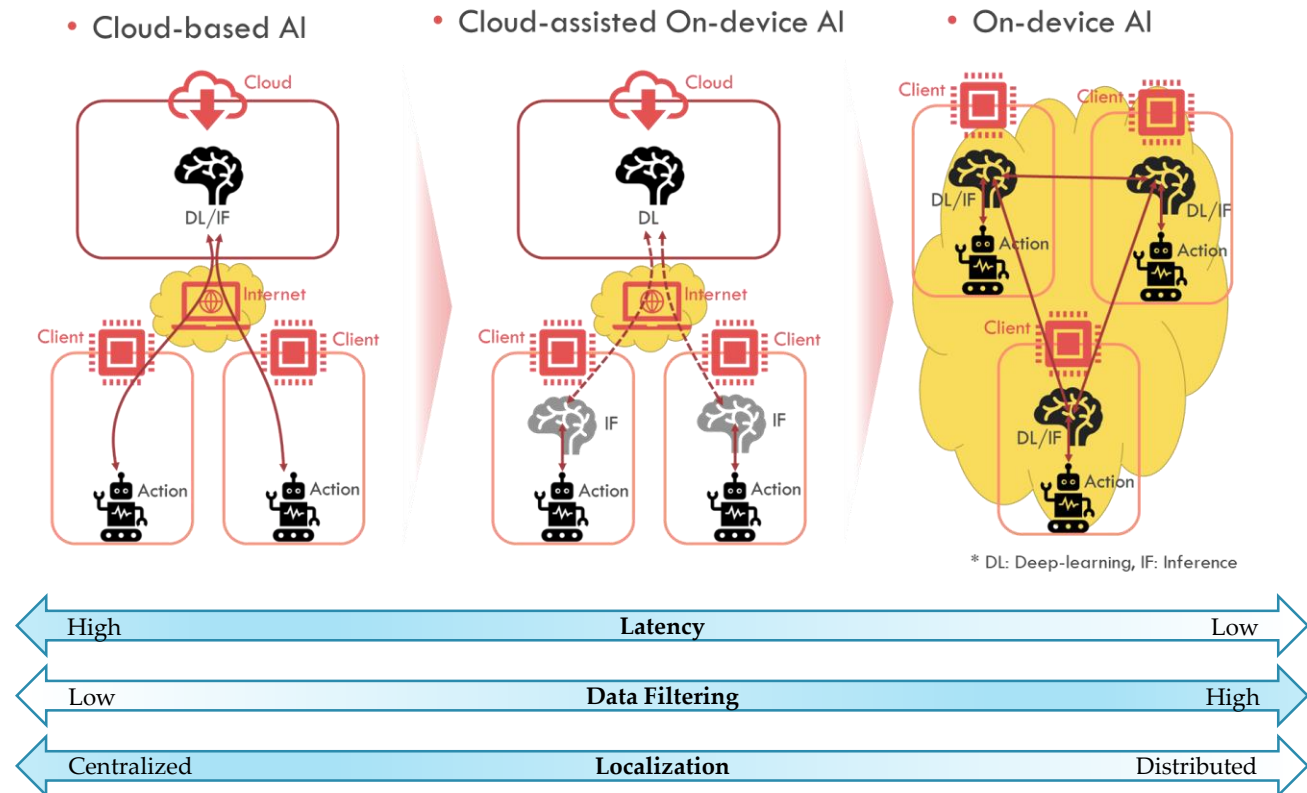 • Cloud-based AI
Cloud
DL/IF
Internet
Client
Client
Action
Action
• Cloud-assisted On-device AI
Cloud
DL
Internet
Client
Client
IF
IF
Action
Action
• On-device AI
Client
Client
DL/IF
DL/IF
Action
Action
Client
DL/IF
Action
* DL: Deep-learning, IF: Inference
High Latency Low
Low Data Filtering High
Centralized Localization Distributed